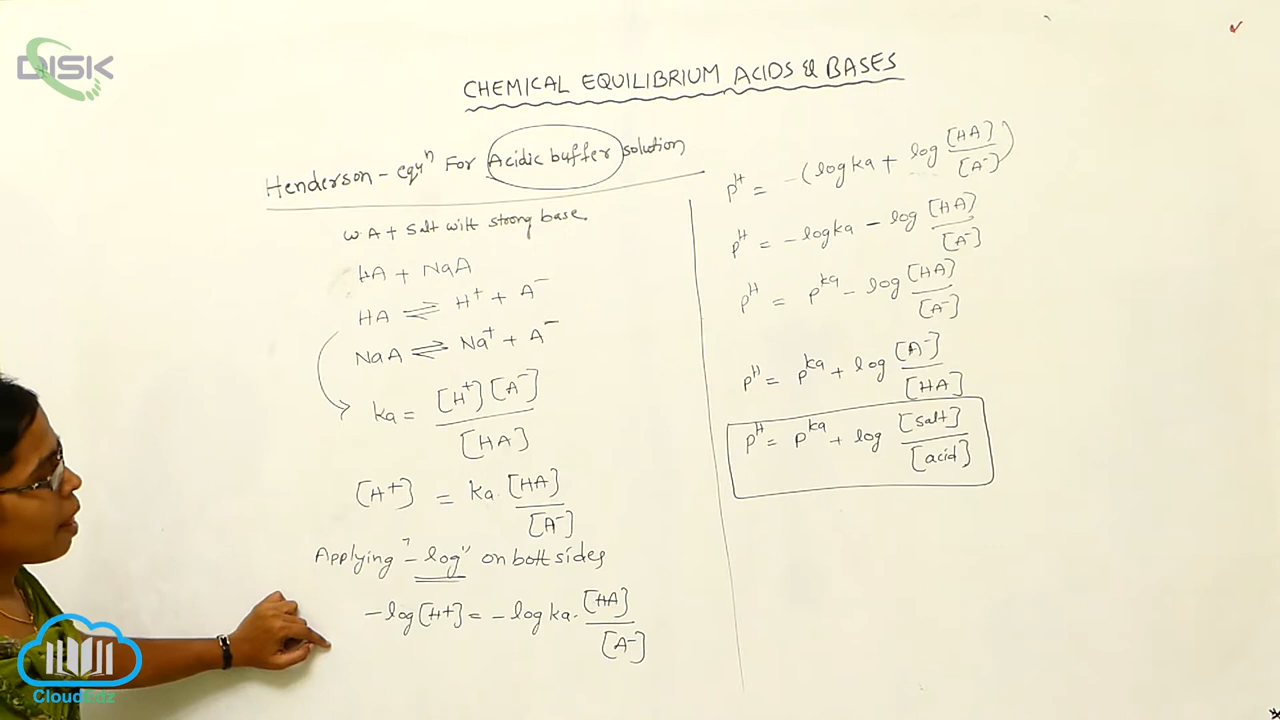 DISK
CHEMICAL EQUILIBRIUM ACIDS & BASES
Henderson - eqyⁿ For Acidic buffer solution
W.A + Salt with strong base.
HA + NaA
HA ⇌ H⁺ + A⁻
NaA ⇌ Na⁺ + A⁻
ka = [H⁺] [A⁻] / [HA]
[H⁺] = ka. [HA] / [A⁻]
Applying "- log" on both sides
-log [H+] = - log ka. [HA] / [A⁻]
pᴴ = -(log ka + log [HA] / [A⁻])
pᴴ = - log ka - log [HA] / [A⁻]
pᴴ = pᵏᵃ - log [HA] / [A⁻]
pᴴ = pᵏᵃ + log [A⁻] / [HA]
pᴴ = pᵏᵃ + log [salt] / [acid]
CloudEdz